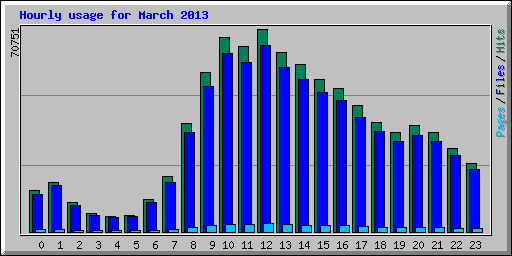 Hourly usage for March 2013
70751
Pages/Files/Hits
0 1 2 3 4 5 6 7 8 9 10 11 12 13 14 15 16 17 18 19 20 21 22 23